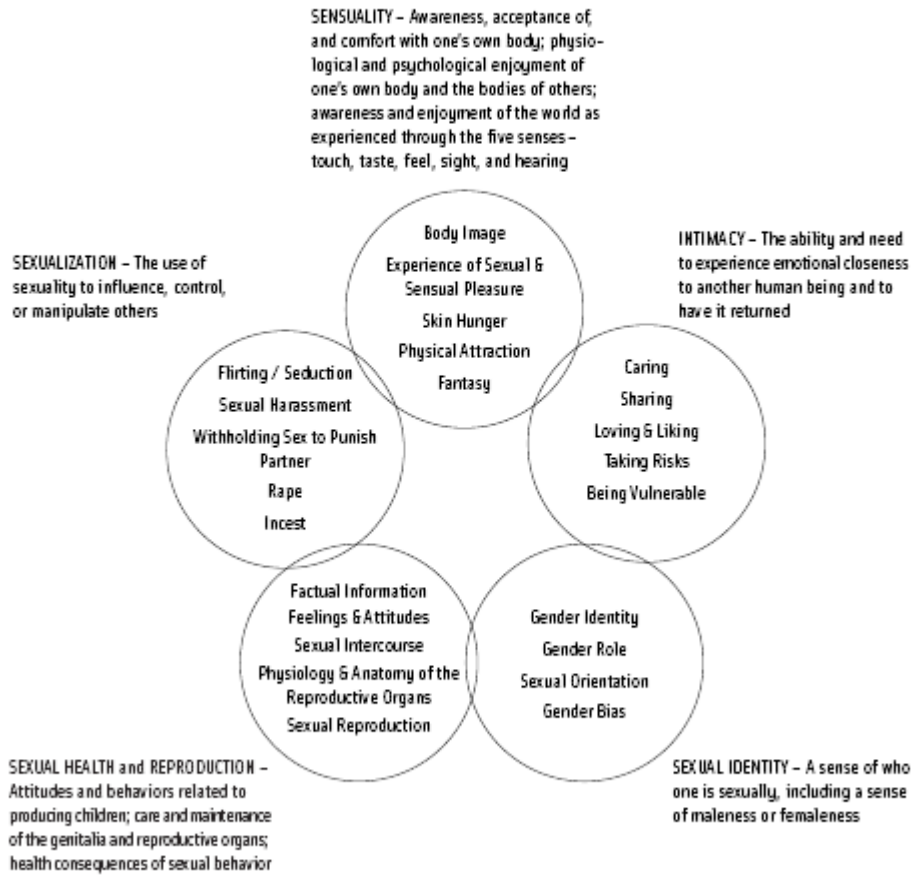 SENSUALITY – Awareness, acceptance of,
and comfort with one's own body; physio-
logical and psychological enjoyment of
one's own body and the bodies of others;
awareness and enjoyment of the world as
experienced through the five senses –
touch, taste, feel, sight, and hearing
Body Image
Experience of Sexual &
Sensual Pleasure
Skin Hunger
Physical Attraction
Fantasy
SEXUALIZATION – The use of
sexuality to influence, control,
or manipulate others
Flirting / Seduction
Sexual Harassment
Withholding Sex to Punish
Partner
Rape
Incest
INTIMACY – The ability and need
to experience emotional closeness
to another human being and to
have it returned
Caring
Sharing
Loving & Liking
Taking Risks
Being Vulnerable
Factual Information
Feelings & Attitudes
Sexual Intercourse
Physiology & Anatomy of the
Reproductive Organs
Sexual Reproduction
Gender Identity
Gender Role
Sexual Orientation
Gender Bias
SEXUAL HEALTH and REPRODUCTION –
Attitudes and behaviors related to
producing children; care and maintenance
of the genitalia and reproductive organs;
health consequences of sexual behavior
SEXUAL IDENTITY – A sense of who
one is sexually, including a sense
of maleness or femaleness